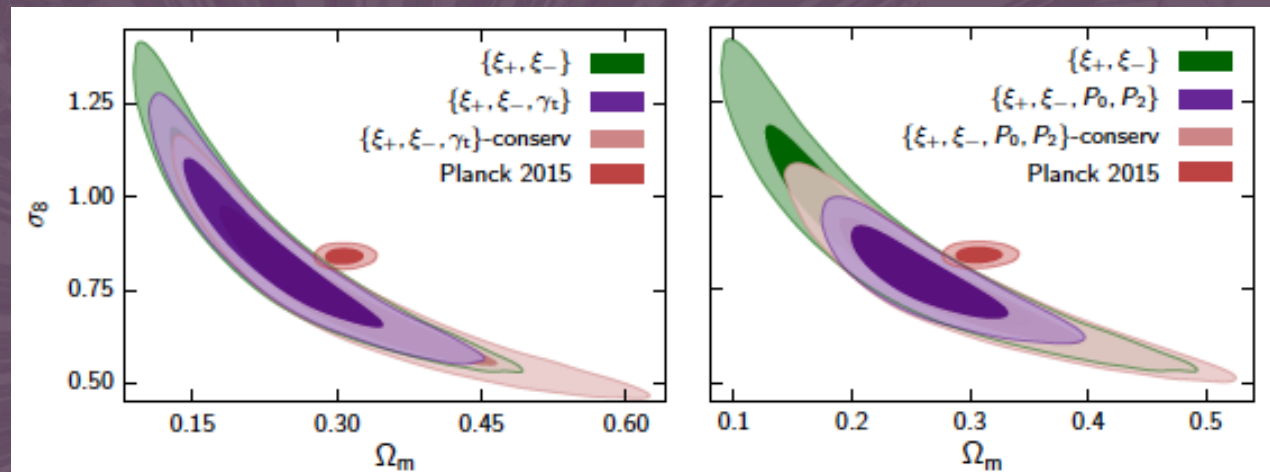 {ξ+, ξ−}
{ξ+, ξ−, γt}
{ξ+, ξ−, γt}-conserv
Planck 2015
1.25
1.00
0.75
0.50
σ8
0.15 0.30 0.45 0.60
Ωm
{ξ+, ξ−}
{ξ+, ξ−, P0, P2}
{ξ+, ξ−, P0, P2}-conserv
Planck 2015
0.1 0.2 0.3 0.4 0.5
Ωm